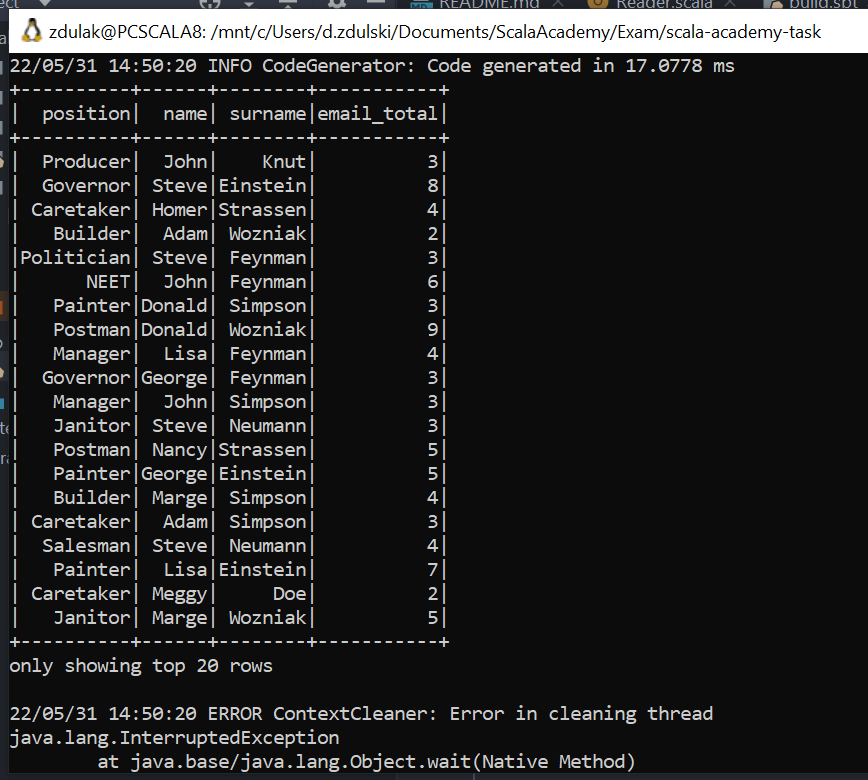 README.md
Reader.scala
build.sbt
zdulak@PCSCALA8: /mnt/c/Users/d.zdulski/Documents/ScalaAcademy/Exam/scala-academy-task
22/05/31 14:50:20 INFO CodeGenerator: Code generated in 17.0778 ms
+----------+------+--------+-----------+
|  position|  name| surname|email_total|
+----------+------+--------+-----------+
|  Producer|  John|    Knut|          3|
|  Governor| Steve|Einstein|          8|
| Caretaker| Homer|Strassen|          4|
|   Builder|  Adam| Wozniak|          2|
|Politician| Steve| Feynman|          3|
|      NEET|  John| Feynman|          6|
|   Painter|Donald| Simpson|          3|
|   Postman|Donald| Wozniak|          9|
|   Manager|  Lisa| Feynman|          4|
|  Governor|George| Feynman|          3|
|   Manager|  John| Simpson|          3|
|   Janitor| Steve| Neumann|          3|
|   Postman| Nancy|Strassen|          5|
|   Painter|George|Einstein|          5|
|   Builder| Marge| Simpson|          4|
| Caretaker|  Adam| Simpson|          3|
|  Salesman| Steve| Neumann|          4|
|   Painter|  Lisa|Einstein|          7|
| Caretaker| Meggy|     Doe|          2|
|   Janitor| Marge| Wozniak|          5|
+----------+------+--------+-----------+
only showing top 20 rows
22/05/31 14:50:20 ERROR ContextCleaner: Error in cleaning thread
java.lang.InterruptedException
        at java.base/java.lang.Object.wait(Native Method)